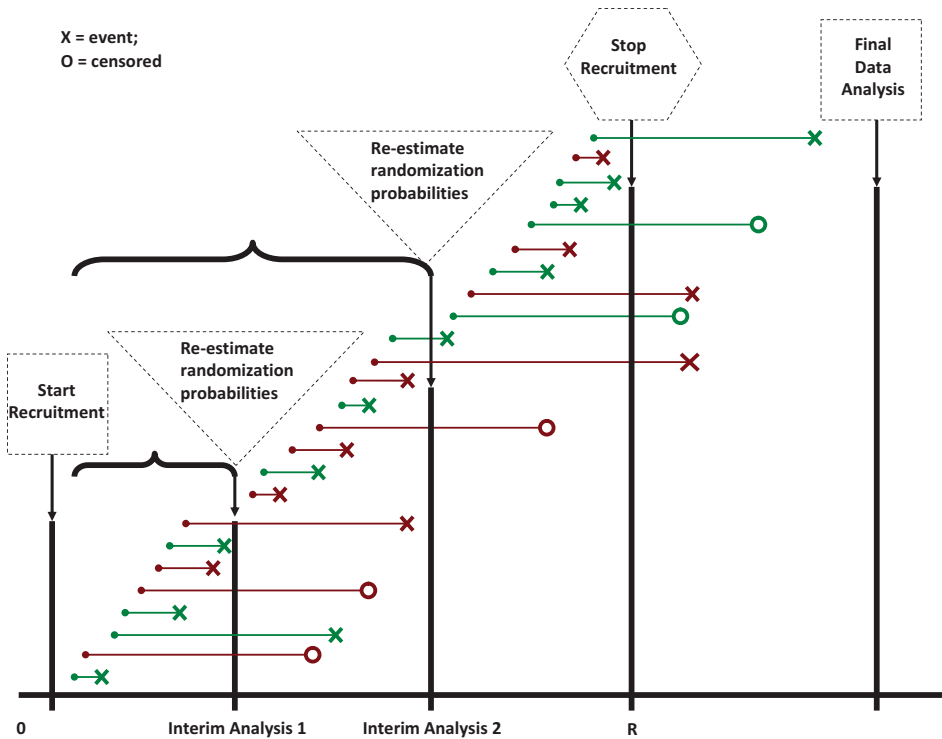 X = event;
O = censored
Stop
Recruitment
Final
Data
Analysis
Re-estimate
randomization
probabilities
Re-estimate
randomization
probabilities
Start
Recruitment
0
Interim Analysis 1
Interim Analysis 2
R